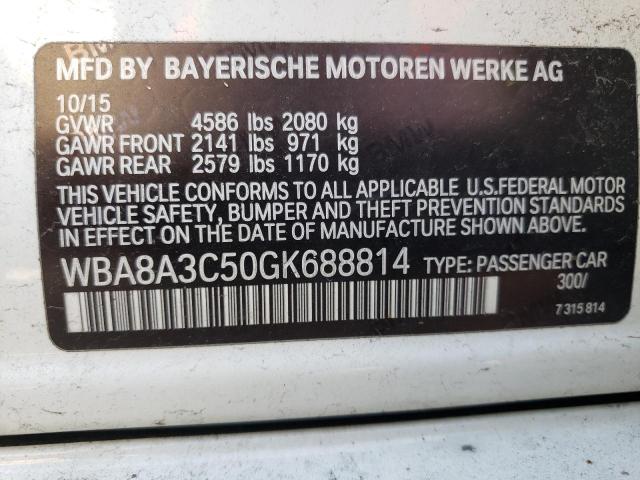 MFD BY BAYERISCHE MOTOREN WERKE AG
10/15
GVWR 4586 lbs 2080 kg
GAWR FRONT 2141 lbs 971 kg
GAWR REAR 2579 lbs 1170 kg
THIS VEHICLE CONFORMS TO ALL APPLICABLE U.S.FEDERAL MOTOR
VEHICLE SAFETY, BUMPER AND THEFT PREVENTION STANDARDS
IN EFFECT ON THE DATE OF MANUFACTURE SHOWN ABOVE.
WBA8A3C50GK688814 TYPE: PASSENGER CAR
300/
7 315 814